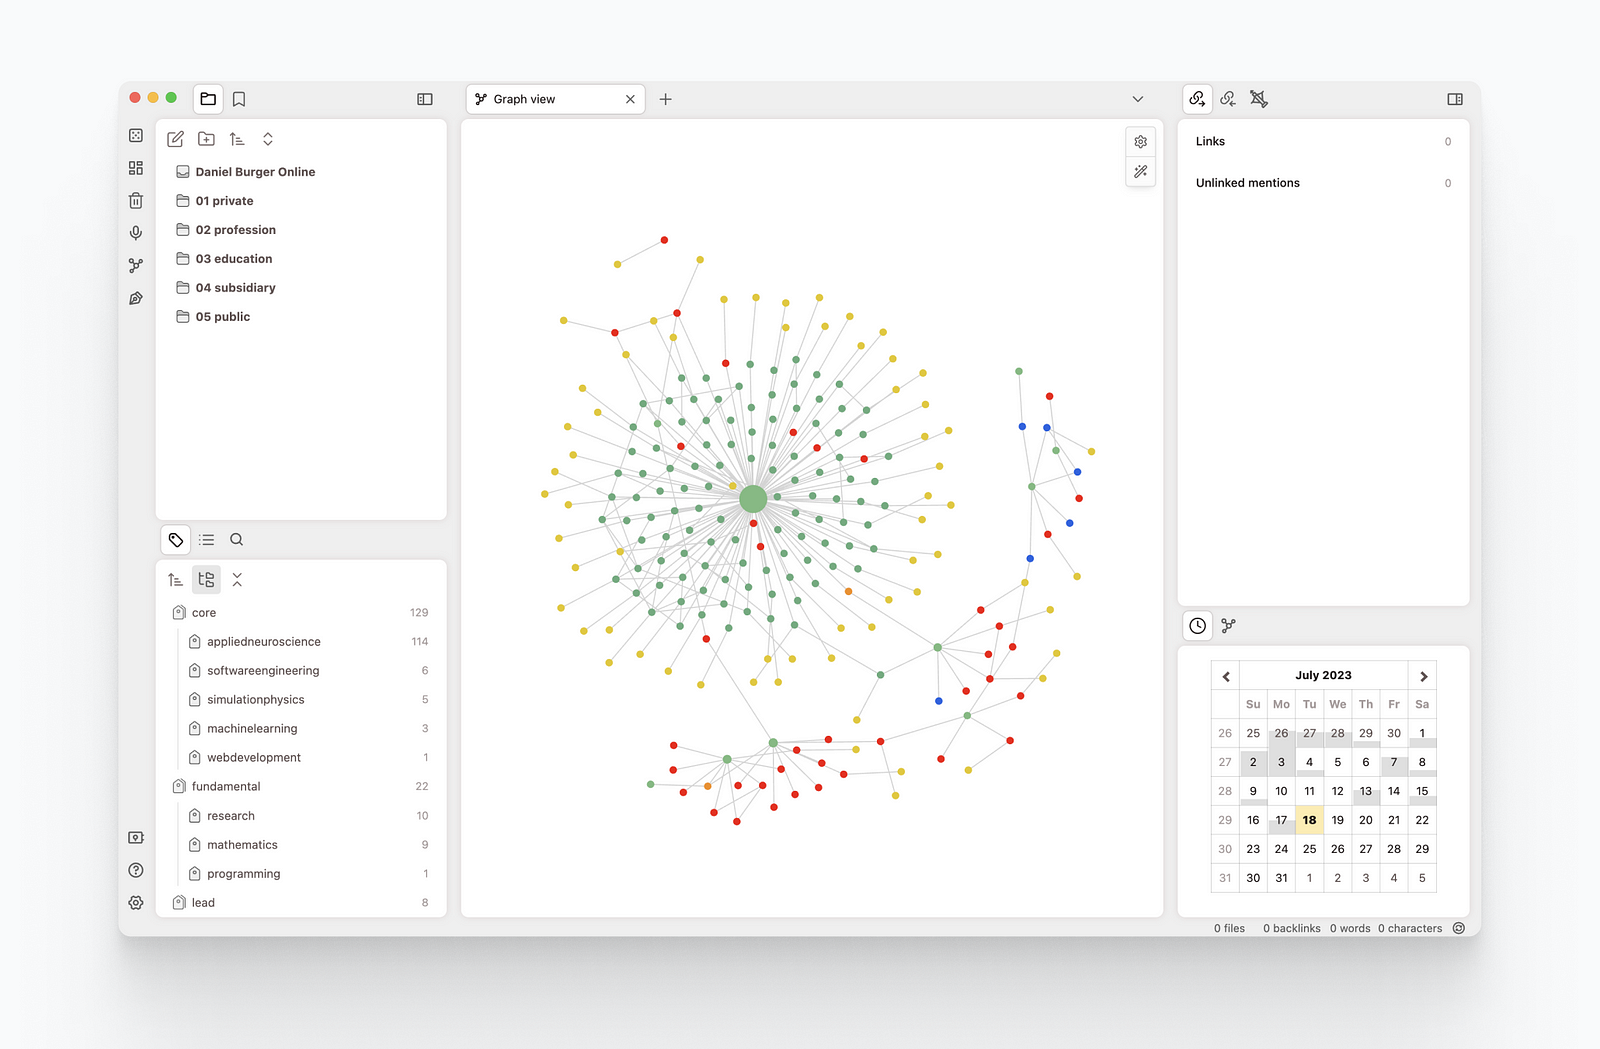 Graph view
Daniel Burger Online
01 private
02 profession
03 education
04 subsidiary
05 public
core 129
appliedneuroscience 114
softwareengineering 6
simulationphysics 5
machinelearning 3
webdevelopment 1
fundamental 22
research 10
mathematics 9
programming 1
lead 8
Links 0
Unlinked mentions 0
July 2023
Su Mo Tu We Th Fr Sa
26 25 26 27 28 29 30 1
27 2 3 4 5 6 7 8
28 9 10 11 12 13 14 15
29 16 17 18 19 20 21 22
30 23 24 25 26 27 28 29
31 30 31 1 2 3 4 5
0 files 0 backlinks 0 words 0 characters